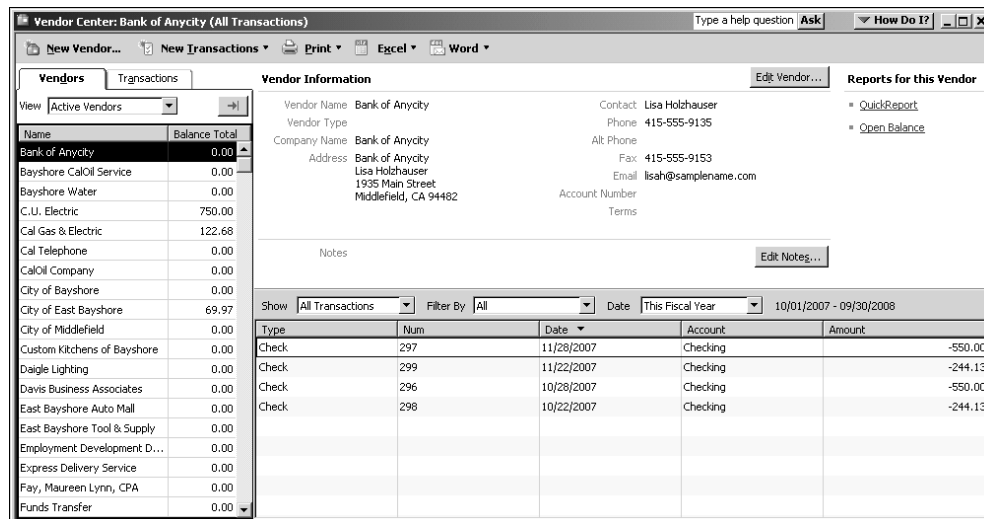 Vendor Center: Bank of Anycity (All Transactions)
Type a help question Ask
How Do I?
New Vendor... New Transactions Print Excel Word
Vendors Transactions
View Active Vendors
Name Balance Total
Bank of Anycity 0.00
Bayshore CalOil Service 0.00
Bayshore Water 0.00
C.U. Electric 750.00
Cal Gas & Electric 122.68
Cal Telephone 0.00
CalOil Company 0.00
City of Bayshore 0.00
City of East Bayshore 69.97
City of Middlefield 0.00
Custom Kitchens of Bayshore 0.00
Daigle Lighting 0.00
Davis Business Associates 0.00
East Bayshore Auto Mall 0.00
East Bayshore Tool & Supply 0.00
Employment Development D... 0.00
Express Delivery Service 0.00
Fay, Maureen Lynn, CPA 0.00
Funds Transfer 0.00
Vendor Information
Edit Vendor...
Vendor Name Bank of Anycity
Vendor Type
Company Name Bank of Anycity
Address Bank of Anycity
Lisa Holzhauser
1935 Main Street
Middlefield, CA 94482
Contact Lisa Holzhauser
Phone 415-555-9135
Alt Phone
Fax 415-555-9153
Email lisah@samplename.com
Account Number
Terms
Notes
Edit Notes...
Reports for this Vendor
QuickReport
Open Balance
Show All Transactions Filter By All Date This Fiscal Year 10/01/2007 - 09/30/2008
Type Num Date Account Amount
Check 297 11/28/2007 Checking -550.00
Check 299 11/22/2007 Checking -244.13
Check 296 10/28/2007 Checking -550.00
Check 298 10/22/2007 Checking -244.13